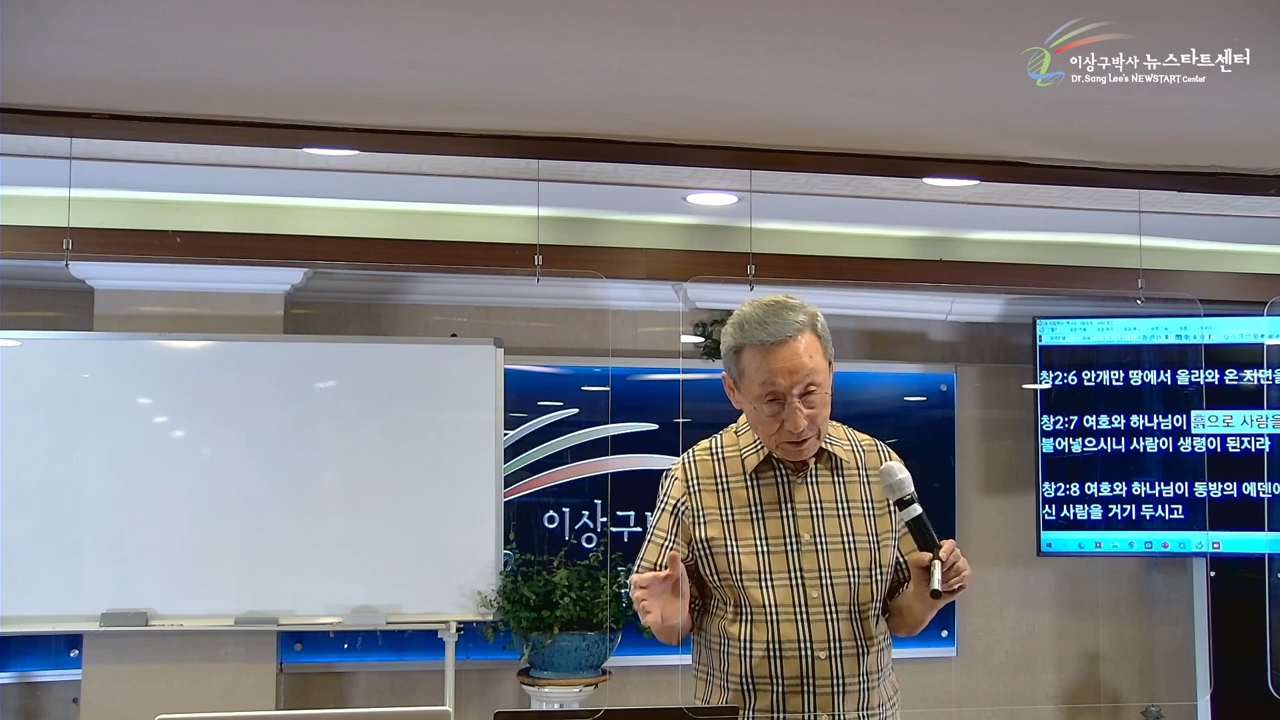 이상구박사 뉴스타트센터
Dr. Sang Lee's NEWSTART Center
창2:6 안개만 땅에서 올라와 온 지면을
창2:7 여호와 하나님이 흙으로 사람을
불어넣으시니 사람이 생령이 된지라
창2:8 여호와 하나님이 동방의 에덴에
신 사람을 거기 두시고
이상구